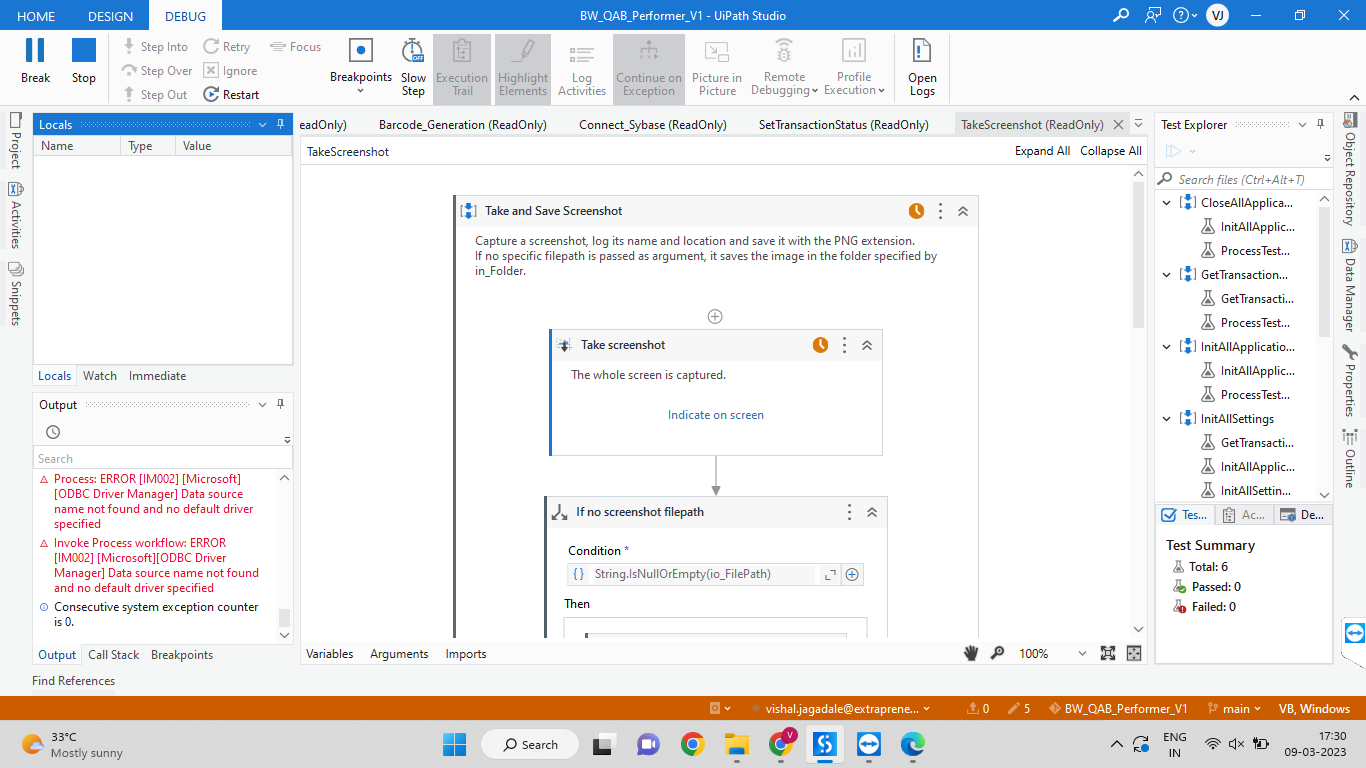 HOME DESIGN DEBUG BW_QAB_Performer_V1 - UiPath Studio VJ
Break
Stop
Step Into
Step Over
Step Out
Retry
Ignore
Restart
Focus
Breakpoints
Slow
Step
OFF
Execution
Trail
Highlight
Elements
Log
Activities
Continue on
Exception
Picture in
Picture
Remote
Debugging
Profile
Execution
Open
Logs
Project
Activities
Snippets
Locals
Name Type Value
Locals Watch Immediate
Output
Search
Process: ERROR [IM002] [Microsoft]
[ODBC Driver Manager] Data source
name not found and no default driver
specified
Invoke Process workflow: ERROR
[IM002] [Microsoft][ODBC Driver
Manager] Data source name not found
and no default driver specified
Consecutive system exception counter
is 0.
Output Call Stack Breakpoints
Find References
eadOnly) Barcode_Generation (ReadOnly) Connect_Sybase (ReadOnly) SetTransactionStatus (ReadOnly) TakeScreenshot (ReadOnly)
TakeScreenshot Expand All Collapse All
Take and Save Screenshot
Capture a screenshot, log its name and location and save it with the PNG extension.
If no specific filepath is passed as argument, it saves the image in the folder specified by
in_Folder.
Take screenshot
The whole screen is captured.
Indicate on screen
If no screenshot filepath
Condition *
String.IsNullOrEmpty(io_FilePath)
Then
Variables Arguments Imports 100%
Test Explorer
Search files (Ctrl+Alt+T)
CloseAllApplica...
InitAllApplic...
ProcessTest...
GetTransaction...
GetTransacti...
ProcessTest...
InitAllApplicatio...
InitAllApplic...
ProcessTest...
InitAllSettings
GetTransacti...
InitAllApplic...
InitAllSettin...
Tes... Ac... De...
Test Summary
Total: 6
Passed: 0
Failed: 0
Object Repository
Data Manager
Properties
Outline
vishal.jagadale@extraprene... 0 5 BW_QAB_Performer_V1 main VB, Windows
33°C
Mostly sunny
Search
V
ENG
IN
17:30
09-03-2023